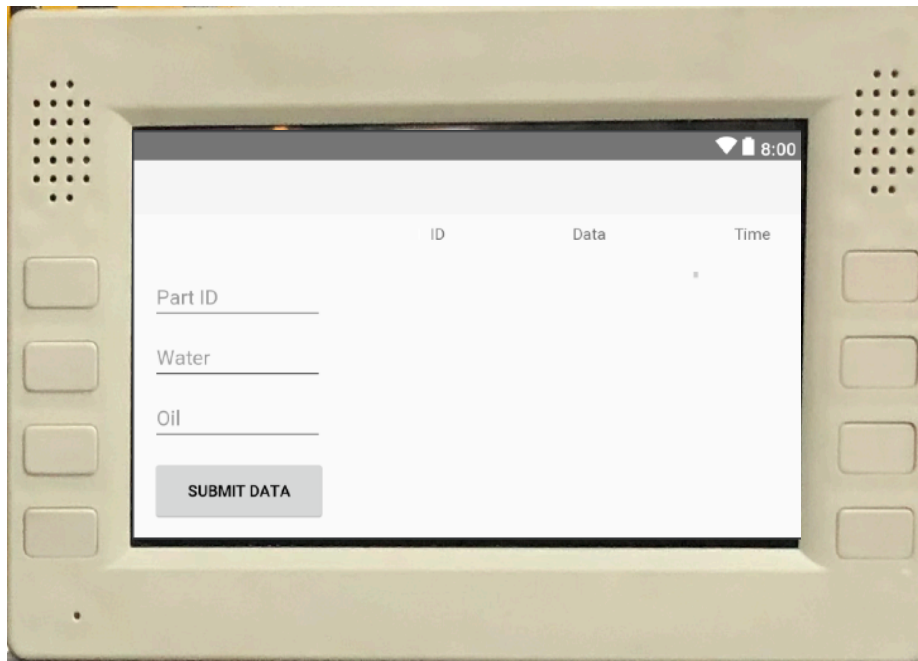 8:00
ID Data Time
Part ID
Water
Oil
SUBMIT DATA